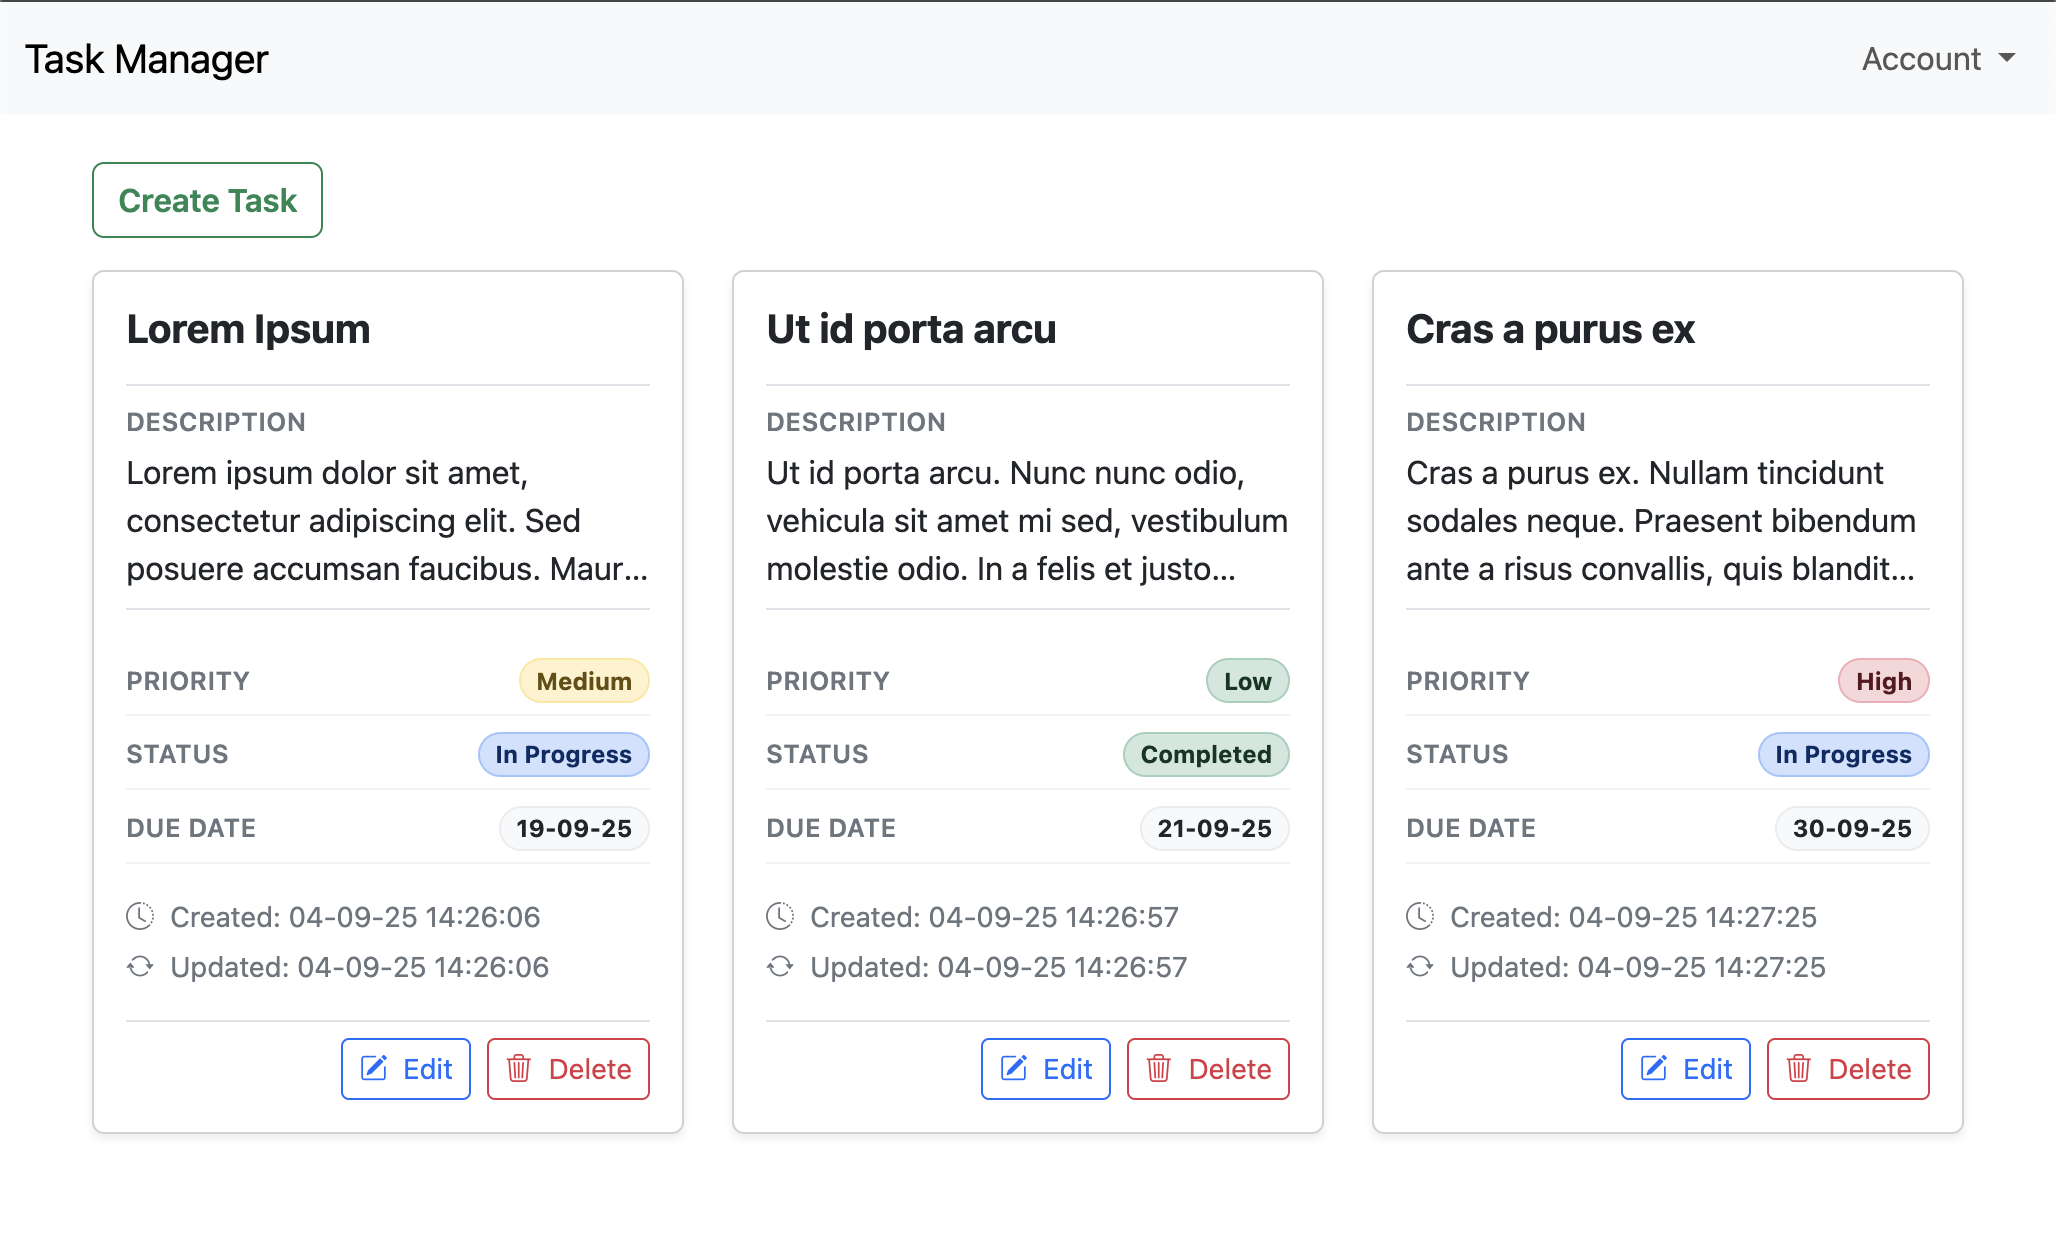 Task Manager
Account
Create Task
Lorem Ipsum
DESCRIPTION
Lorem ipsum dolor sit amet,
consectetur adipiscing elit. Sed
posuere accumsan faucibus. Maur...
PRIORITY
Medium
STATUS
In Progress
DUE DATE
19-09-25
Created: 04-09-25 14:26:06
Updated: 04-09-25 14:26:06
Edit
Delete
Ut id porta arcu
DESCRIPTION
Ut id porta arcu. Nunc nunc odio,
vehicula sit amet mi sed, vestibulum
molestie odio. In a felis et justo...
PRIORITY
Low
STATUS
Completed
DUE DATE
21-09-25
Created: 04-09-25 14:26:57
Updated: 04-09-25 14:26:57
Edit
Delete
Cras a purus ex
DESCRIPTION
Cras a purus ex. Nullam tincidunt
sodales neque. Praesent bibendum
ante a risus convallis, quis blandit...
PRIORITY
High
STATUS
In Progress
DUE DATE
30-09-25
Created: 04-09-25 14:27:25
Updated: 04-09-25 14:27:25
Edit
Delete